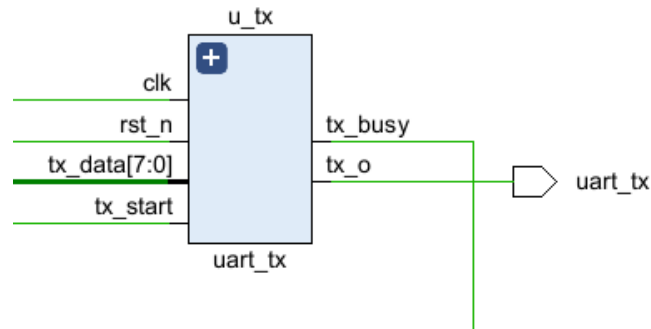 u_tx
clk
rst_n
tx_data[7:0]
tx_start
tx_busy
tx_o
uart_tx
uart_tx